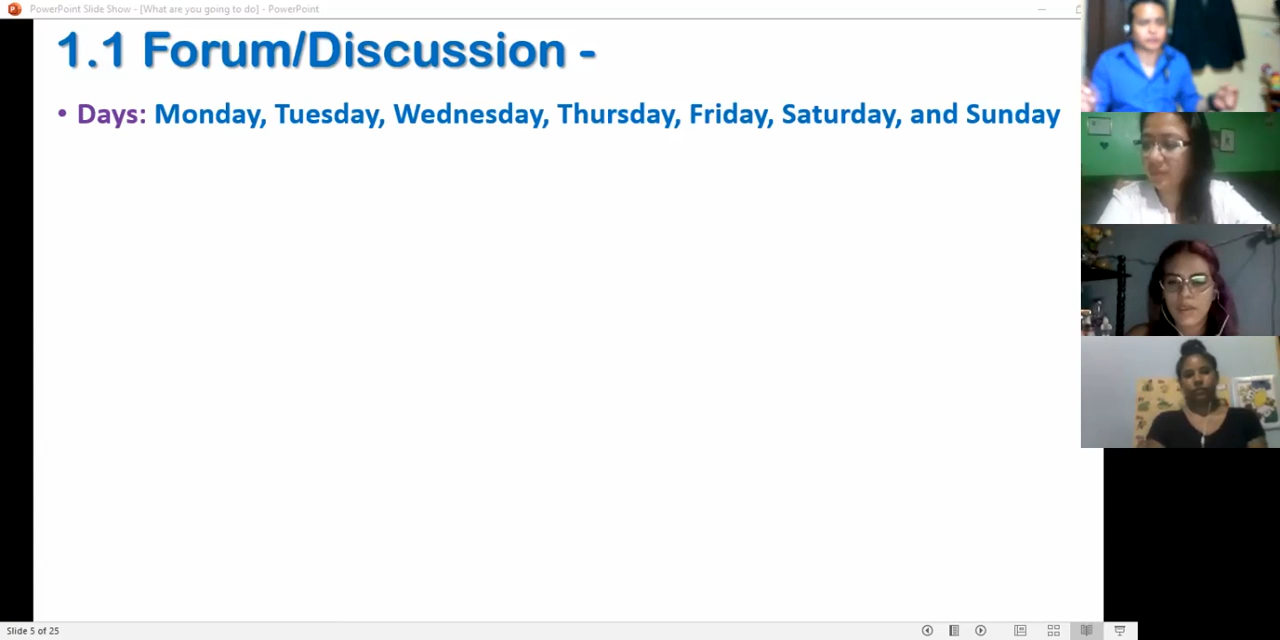 PowerPoint Slide Show - [What are you going to do] - PowerPoint
1.1 Forum/Discussion -
• Days: Monday, Tuesday, Wednesday, Thursday, Friday, Saturday, and Sunday
Slide 5 of 25